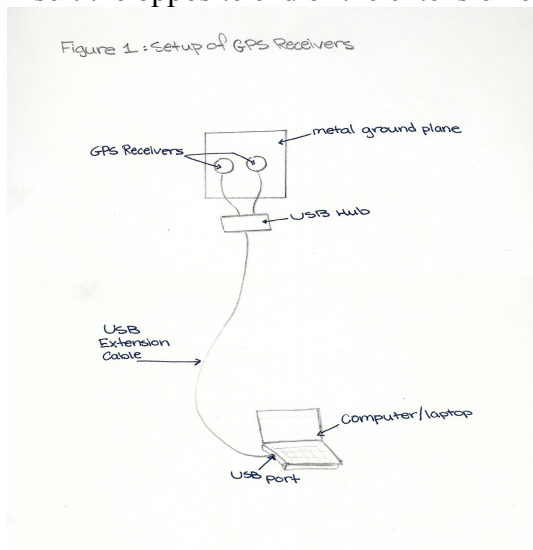 Figure 1: Setup of GPS Receivers
metal ground plane
GPS Receivers
USB Hub
USB
Extension
Cable
Computer/laptop
USB port